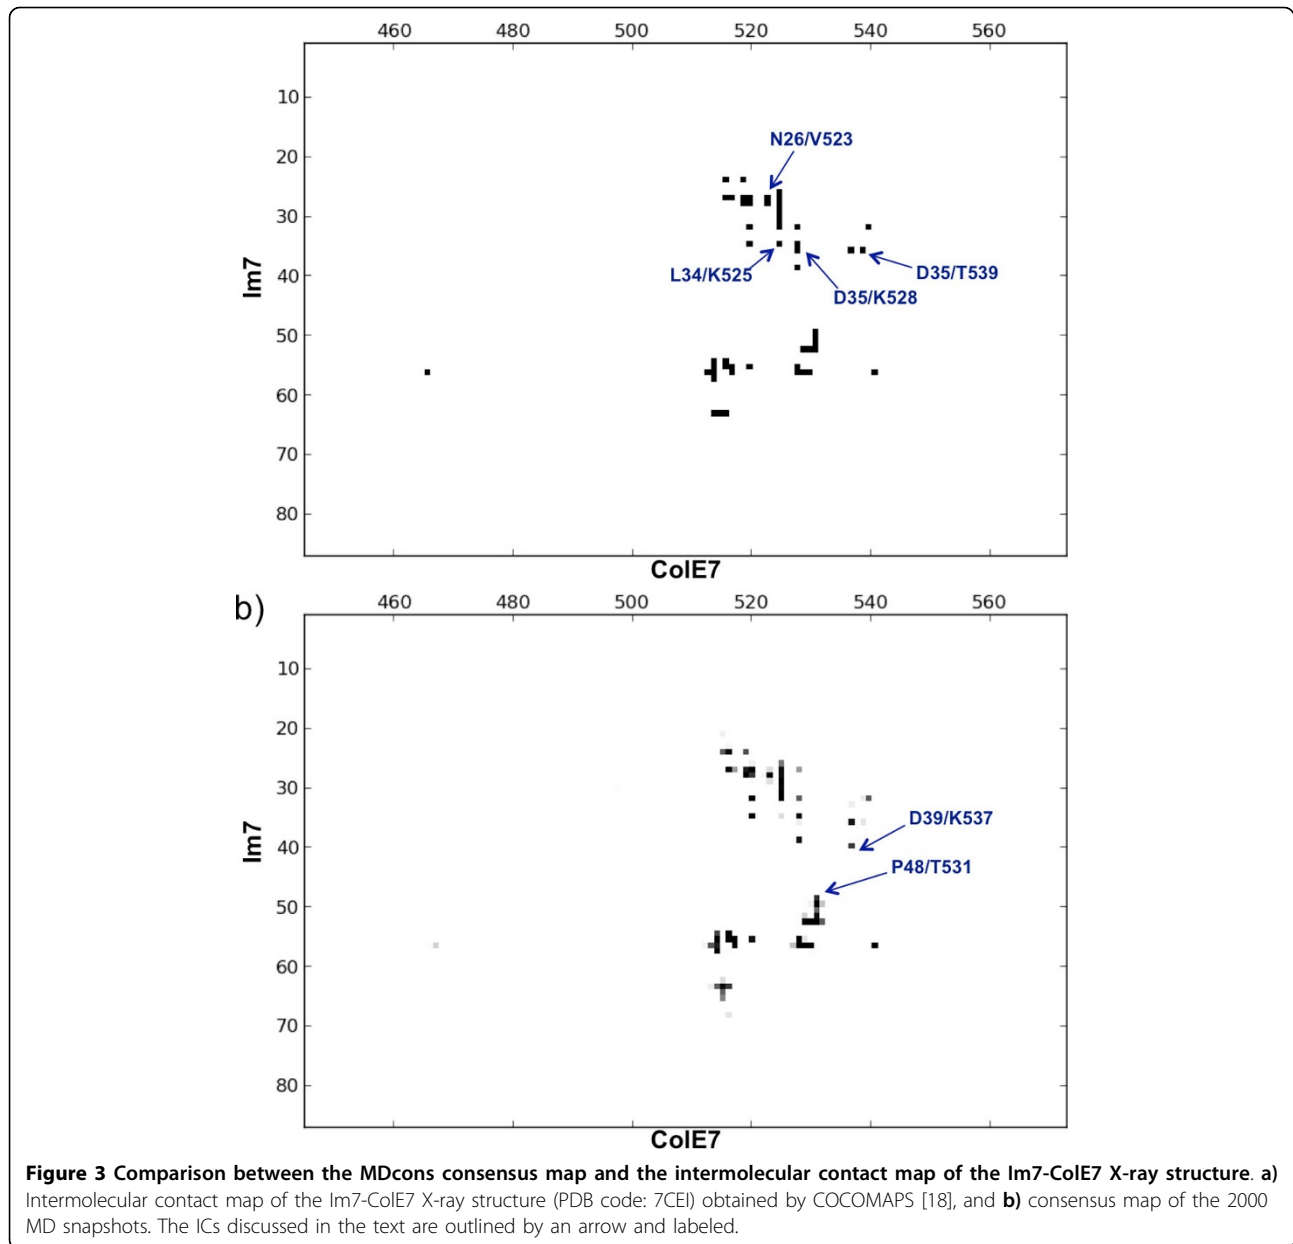 460 480 500 520 540 560
10
20
N26/V523
30
40
L34/K525
D35/T539
D35/K528
Im7
50
60
70
80
ColE7
b)
460 480 500 520 540 560
10
20
30
D39/K537
40
P48/T531
Im7
50
60
70
80
ColE7
Figure 3 Comparison between the MDcons consensus map and the intermolecular contact map of the Im7-ColE7 X-ray structure. a)
Intermolecular contact map of the Im7-ColE7 X-ray structure (PDB code: 7CEI) obtained by COCOMAPS [18], and b) consensus map of the 2000
MD snapshots. The ICs discussed in the text are outlined by an arrow and labeled.